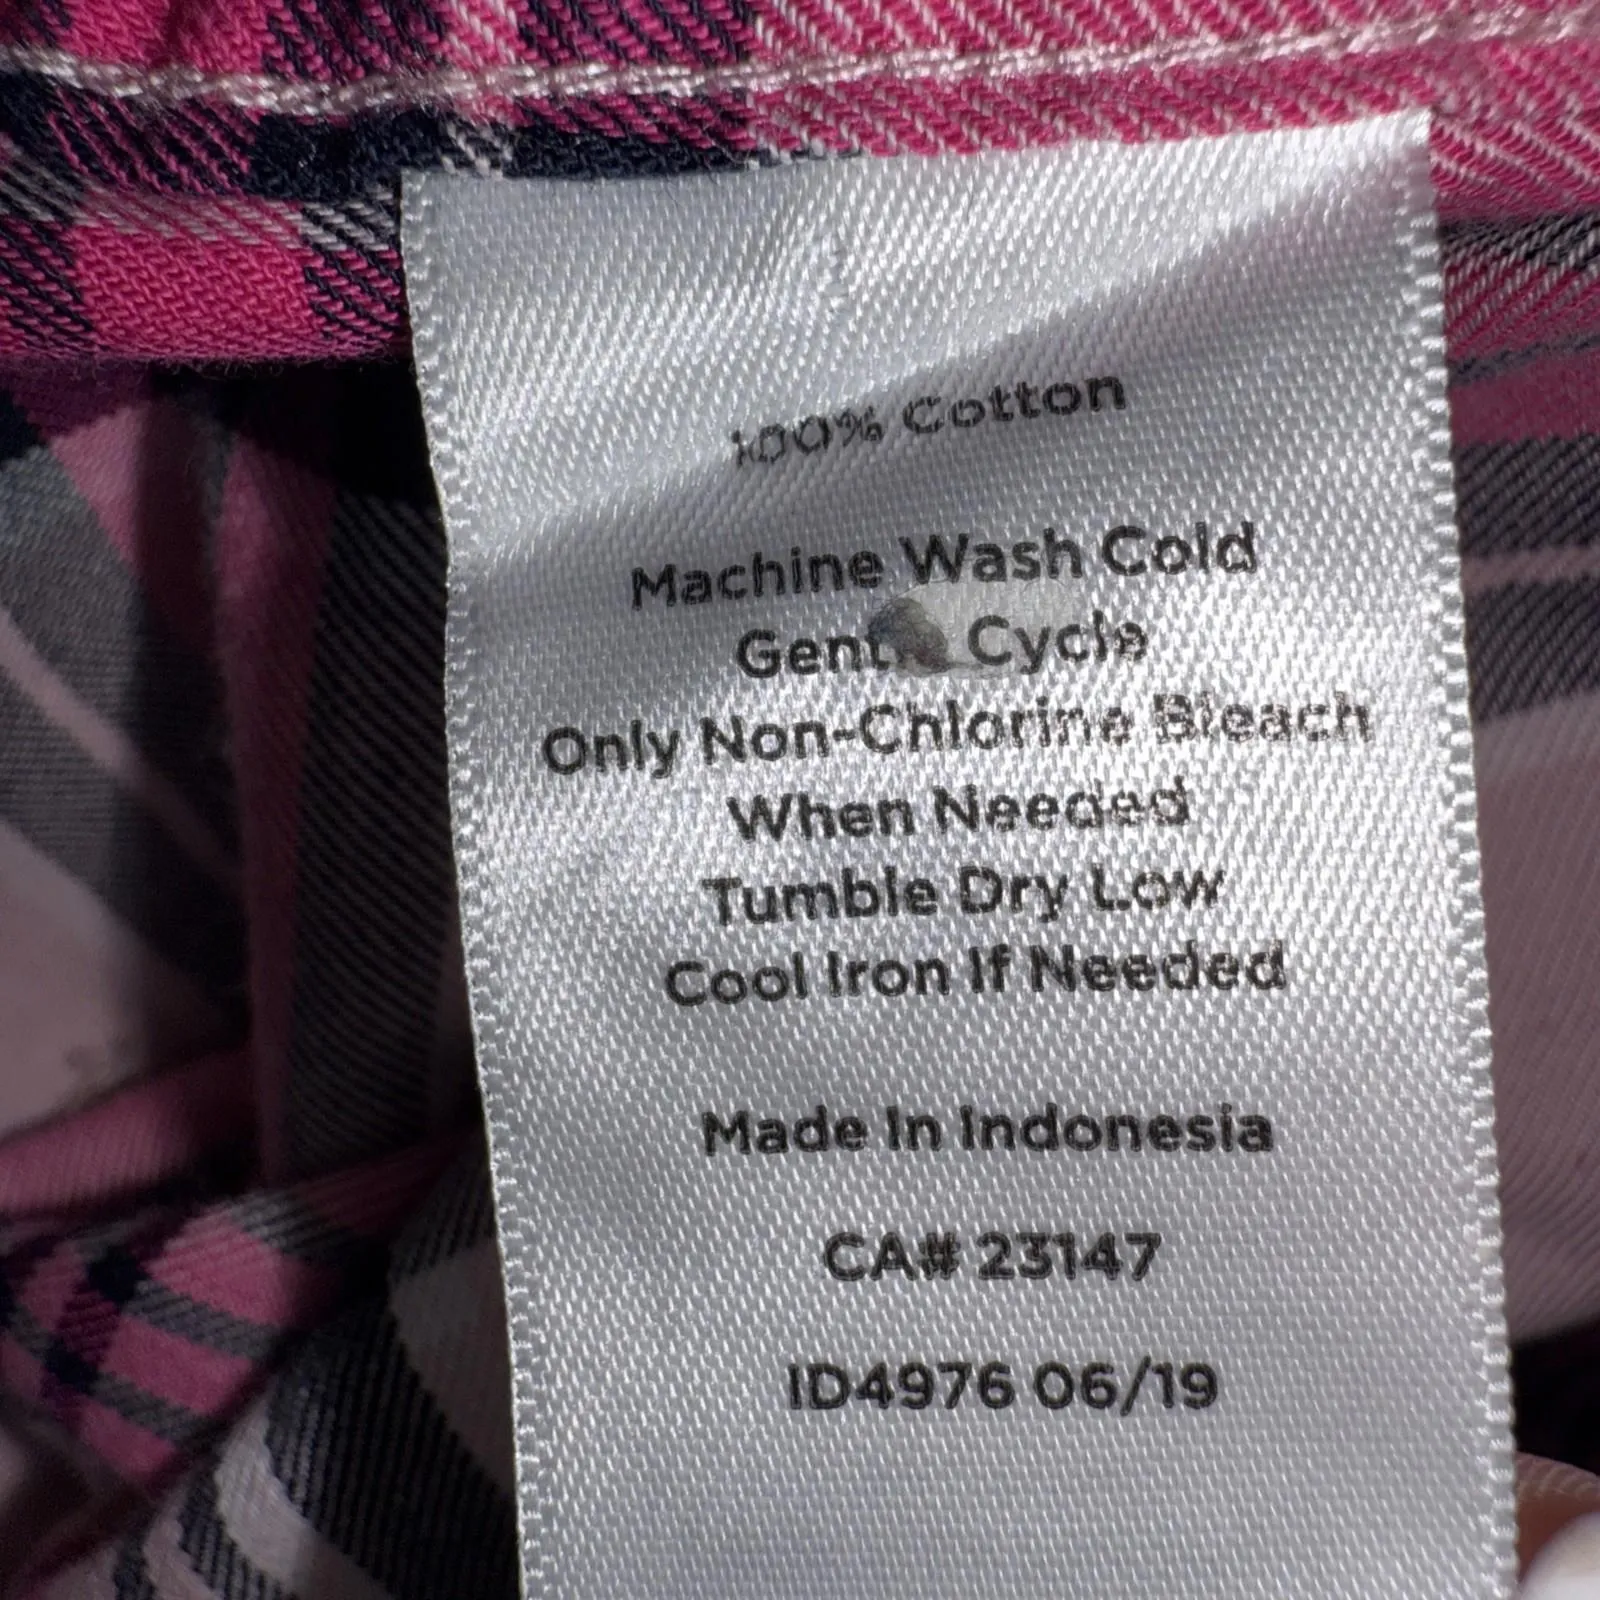 100% Cotton
Machine Wash Cold
Gentle Cycle
Only Non-Chlorine Bleach
When Needed
Tumble Dry Low
Cool Iron If Needed
Made In Indonesia
CA# 23147
ID4976 06/19